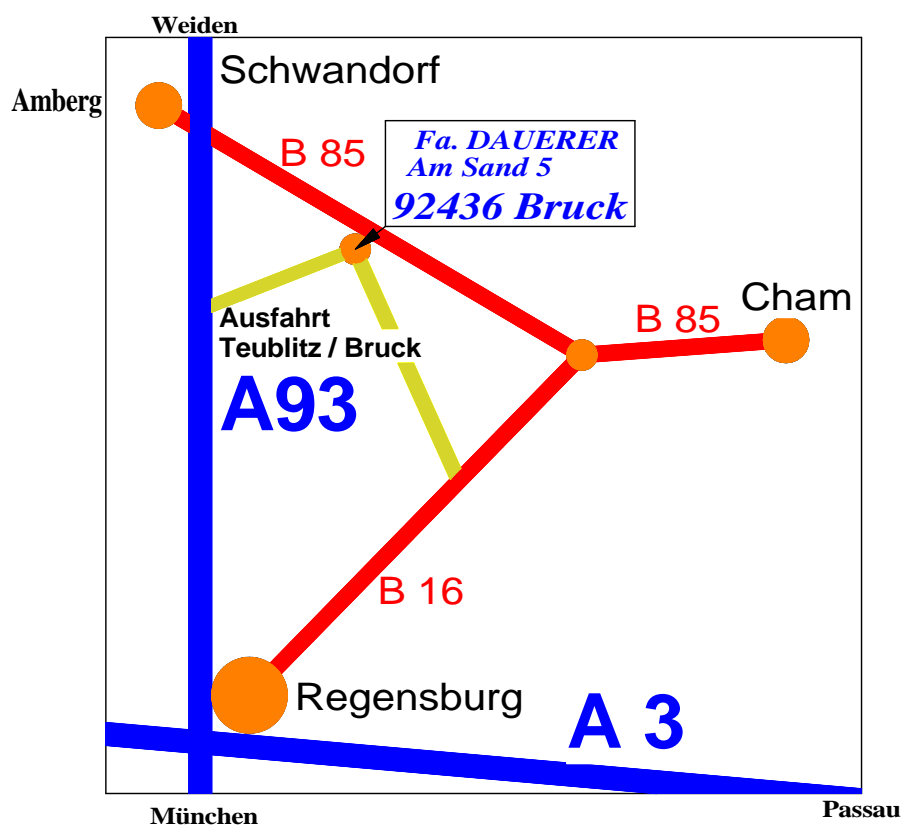 Weiden
Schwandorf
Amberg
B 85
Fa. DAUERER
Am Sand 5
92436 Bruck
Cham
B 85
Ausfahrt
Teublitz / Bruck
A93
B 16
Regensburg
A 3
München
Passau